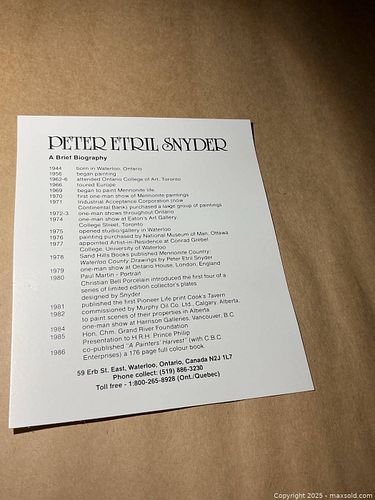 PETER ETRIL SNYDER
A Brief Biography
1944 born in Waterloo, Ontario
1956 began painting
1962-6 attended Ontario College of Art, Toronto
1966 toured Europe
1969 began to paint Mennonite life
1970 first one-man show of Mennonite paintings
1971 Industrial Acceptance Corporation (now
Continental Bank) purchased a large group of paintings
1972-3 one-man shows throughout Ontario
1974 one-man show at Eaton's Art Gallery,
College Street, Toronto
1975 opened studio/gallery in Waterloo
1976 painting purchased by National Museum of Man, Ottawa
1977 appointed Artist-in-Residence at Conrad Grebel
College, University of Waterloo
1978 Sand Hills Books published Mennonite Country:
Waterloo County Drawings by Peter Etril Snyder
1979 one-man show at Ontario House, London, England
1980 Paul Martin - Portrait
Christian Bell Porcelain introduced the first four of a
series of limited edition collector's plates
designed by Snyder
1981 published the first Pioneer Life print Cook's Tavern
1982 commissioned by Murphy Oil Co. Ltd., Calgary, Alberta,
to paint scenes of their properties in Alberta
1984 one-man show at Harrison Galleries, Vancouver, B.C.
1985 Hon. Chm. Grand River Foundation
Presentation to H.R.H. Prince Philip
1986 co-published "A Painters' Harvest" (with C.B.C.
Enterprises) a 176 page full colour book.
59 Erb St. East, Waterloo, Ontario, Canada N2J 1L7
Phone collect: (519) 886-3230
Toll free - 1-800-265-8928 (Ont./Quebec)
Copyright 2025 - maxsold.com